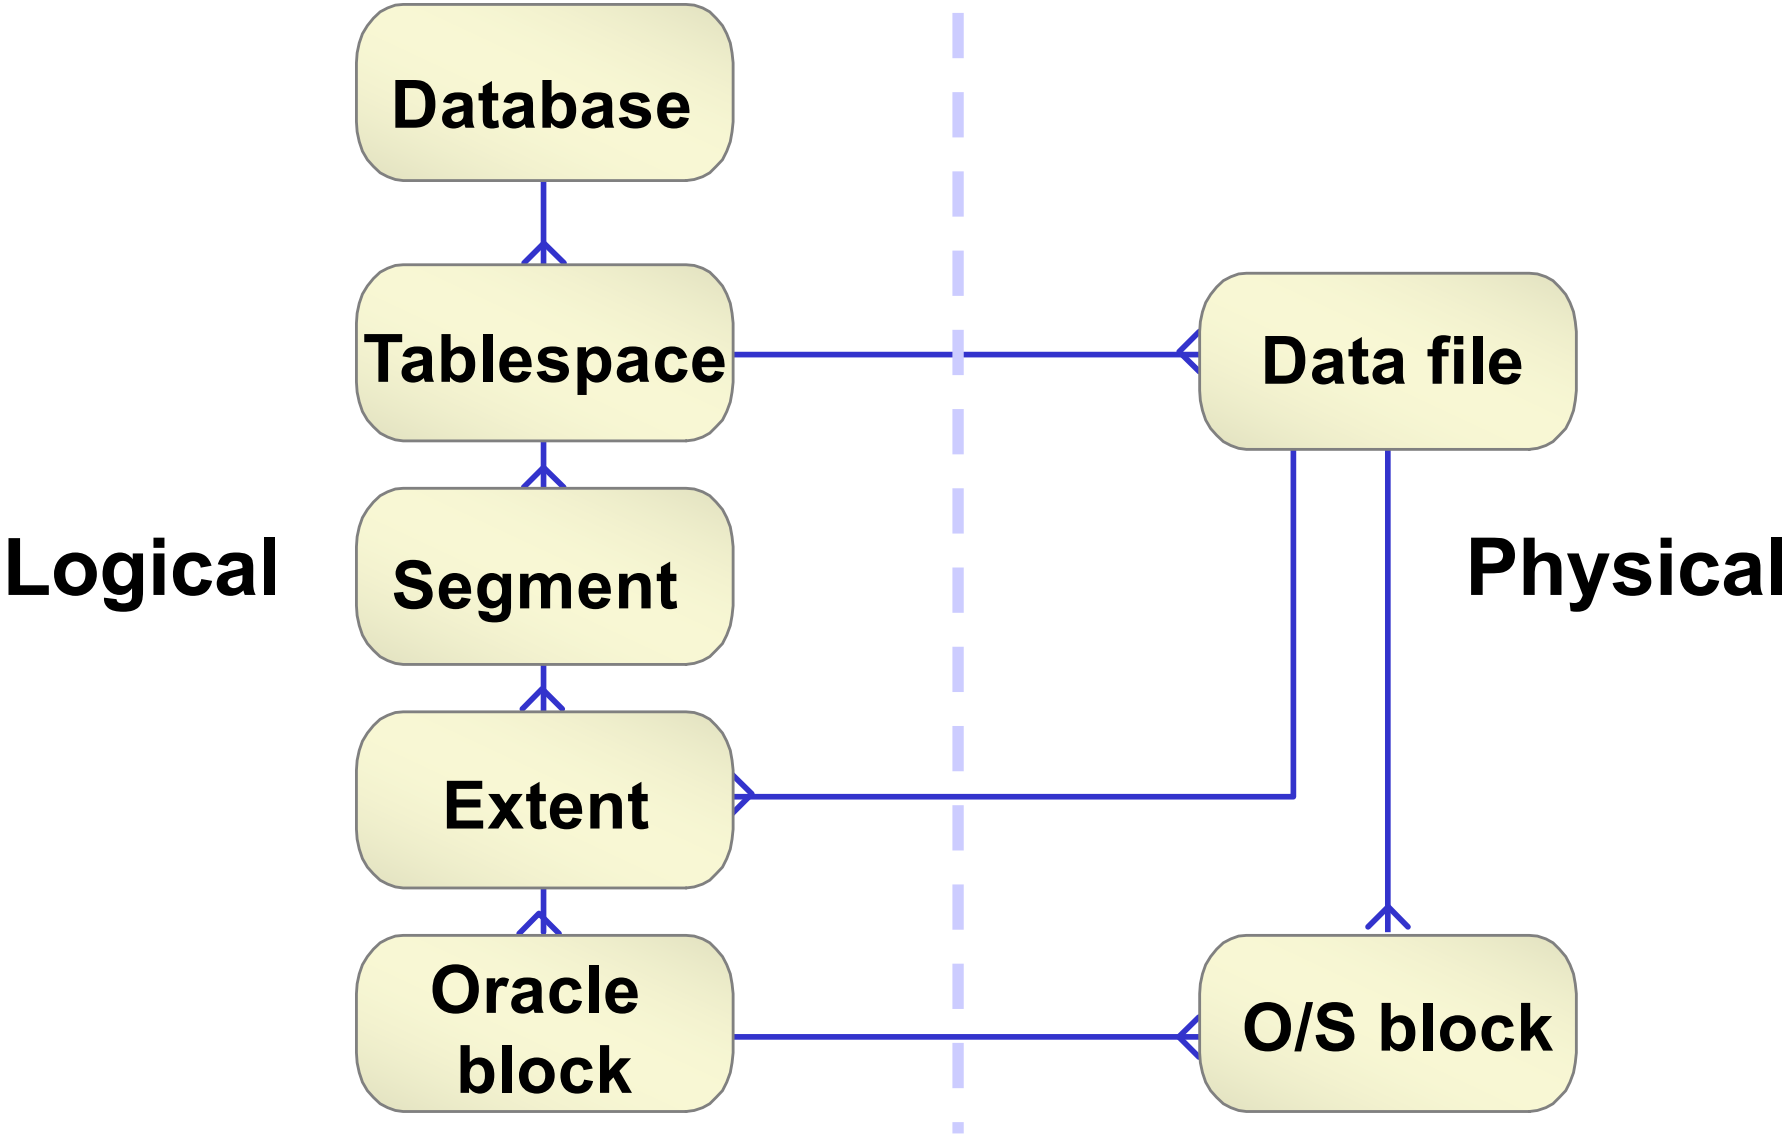 Database
Tablespace
Data file
Logical
Segment
Physical
Extent
Oracle
block
O/S block